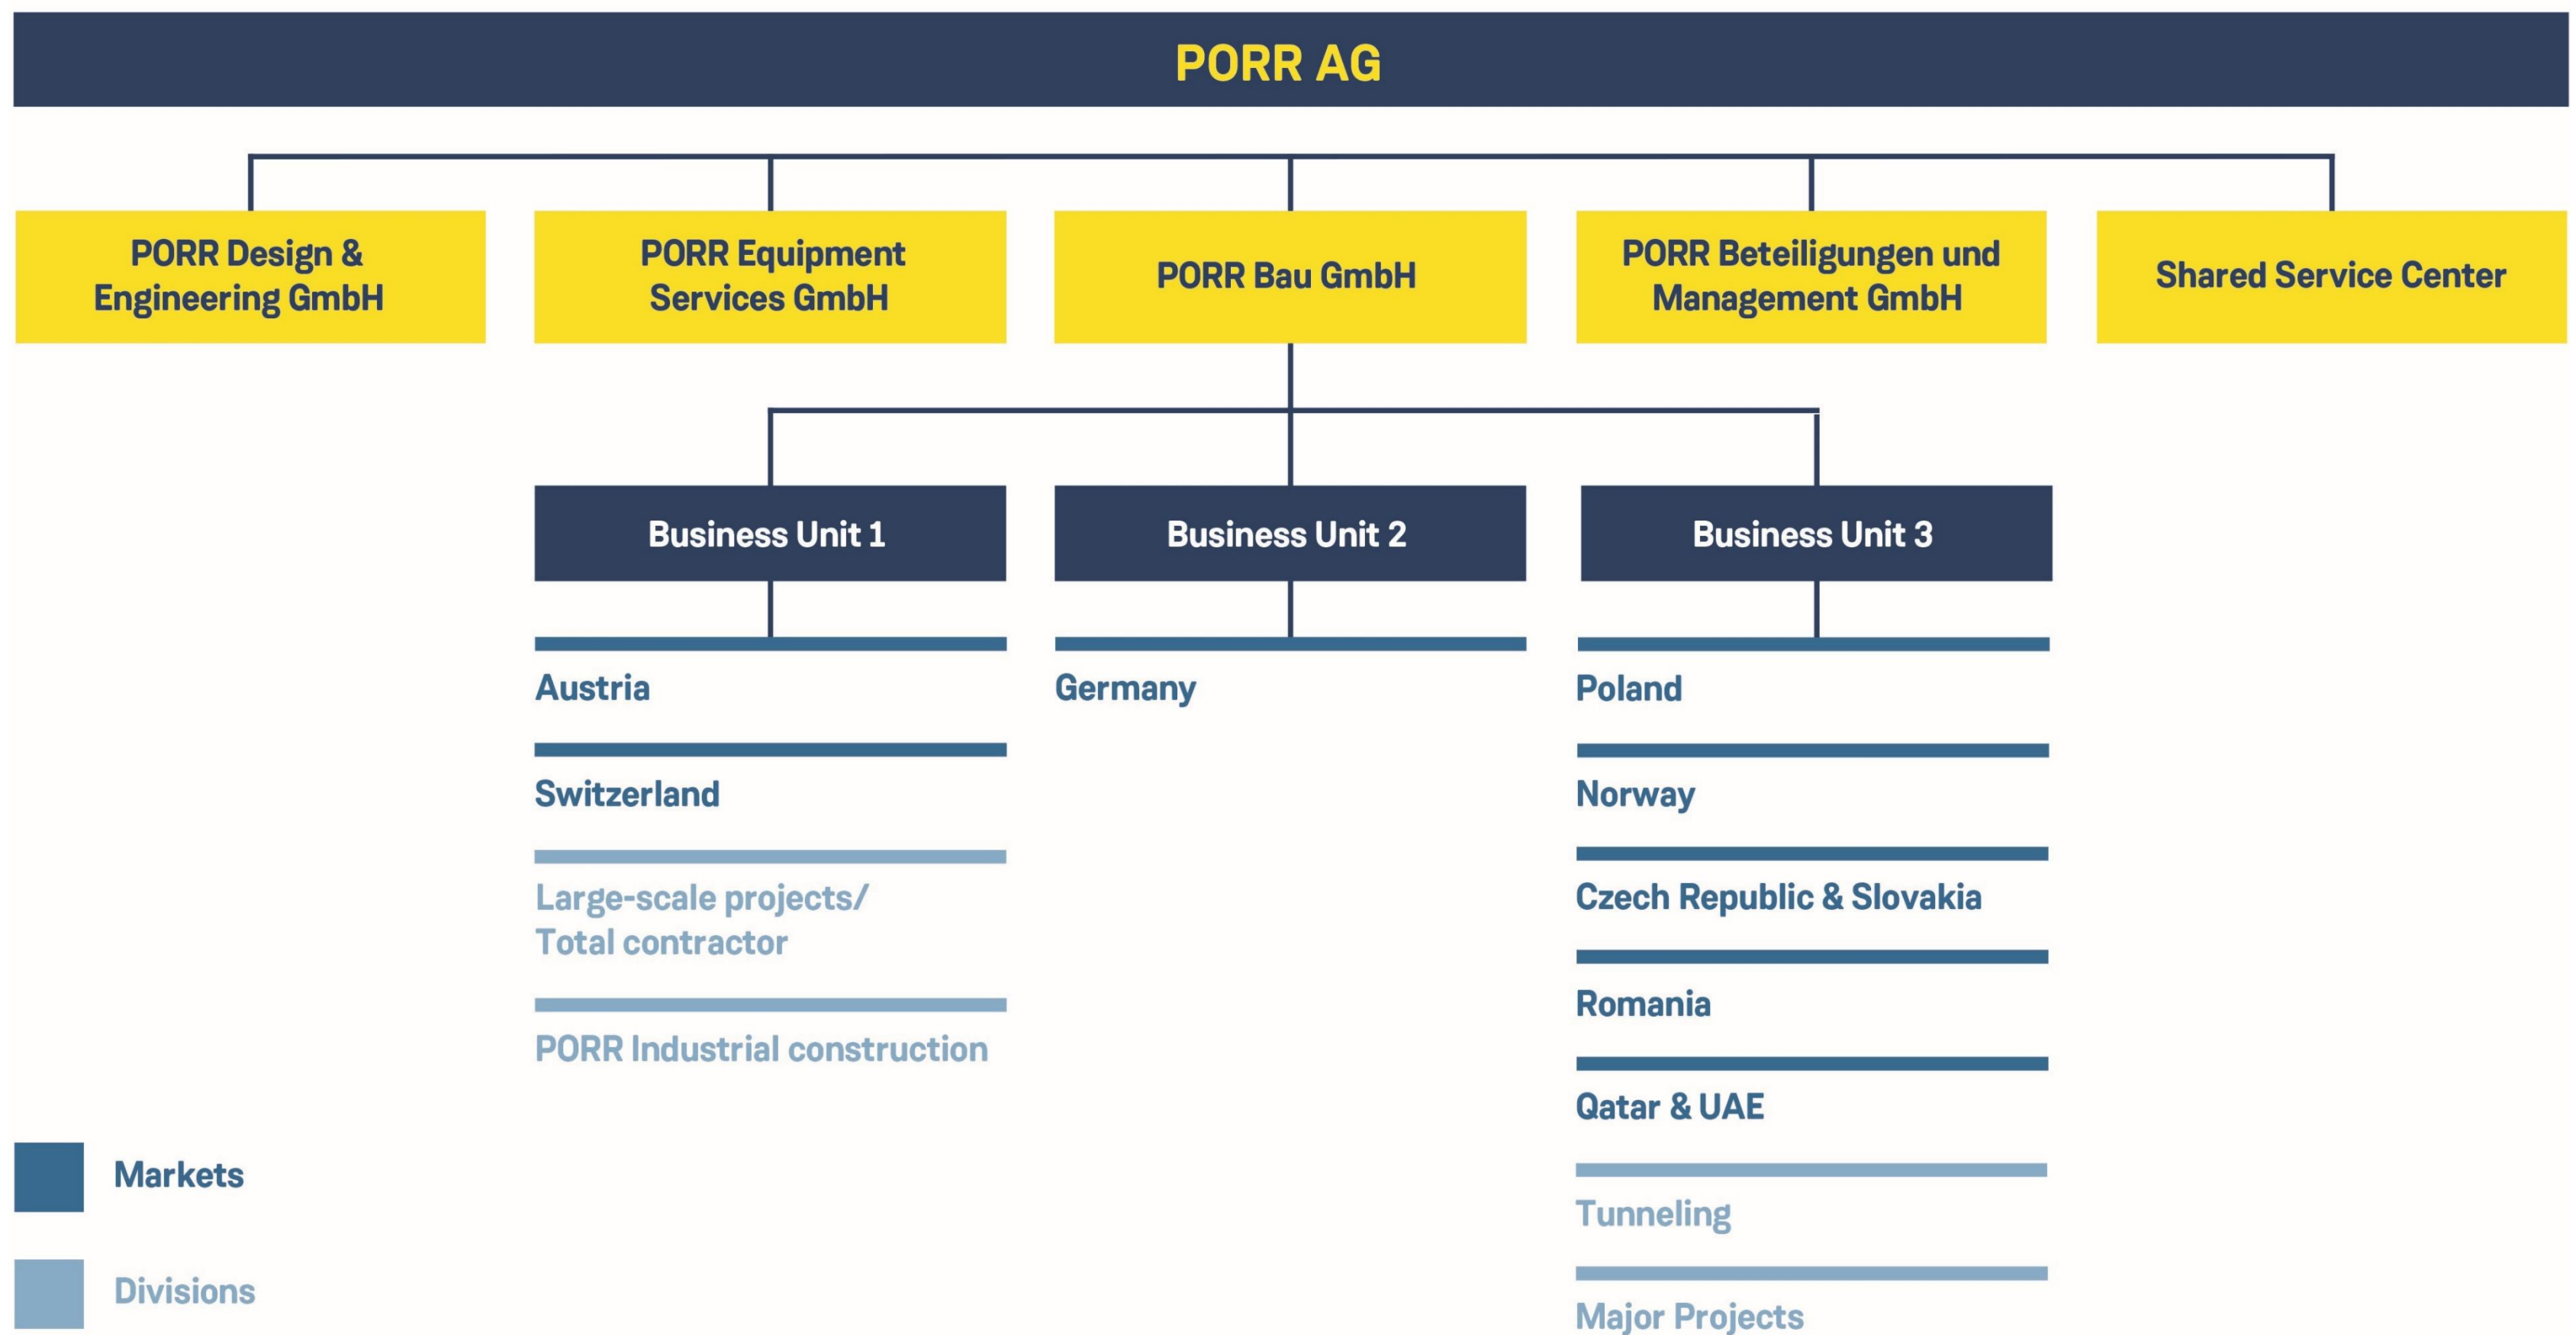 PORR AG
PORR Design &
Engineering GmbH
PORR Equipment
Services GmbH
PORR Bau GmbH
PORR Beteiligungen und
Management GmbH
Shared Service Center
Business Unit 1
Business Unit 2
Business Unit 3
Austria
Switzerland
Large-scale projects/
Total contractor
PORR Industrial construction
Germany
Poland
Norway
Czech Republic & Slovakia
Romania
Qatar & UAE
Tunneling
Major Projects
Markets
Divisions